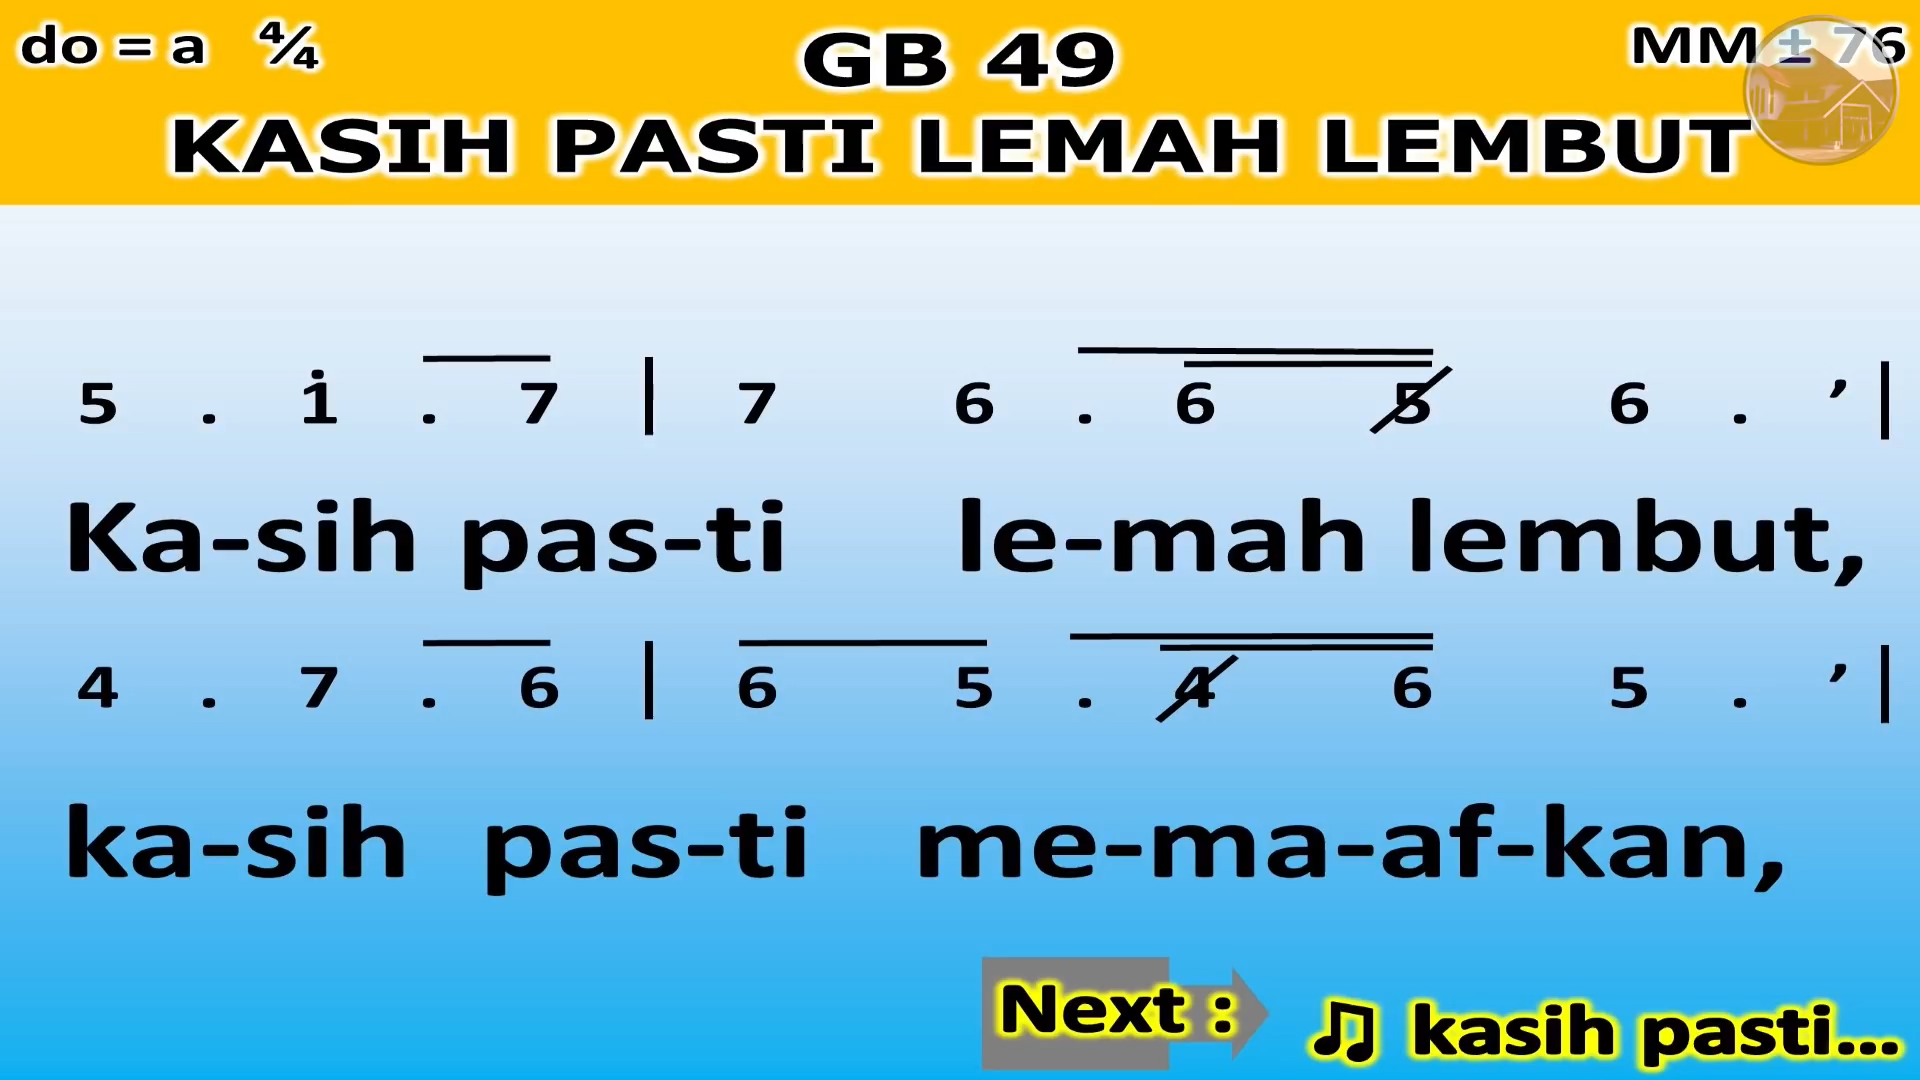 do = a 4/4 GB 49 MM ± 76
KASIH PASTI LEMAH LEMBUT
5 . i . 7 | 7 6 . 6 5 6 . ’ |
Ka-sih pas-ti le-mah lembut,
4 . 7 . 6 | 6 5 . 4 6 5 . ’ |
ka-sih pas-ti me-ma-af-kan,
Next : ♫ kasih pasti...